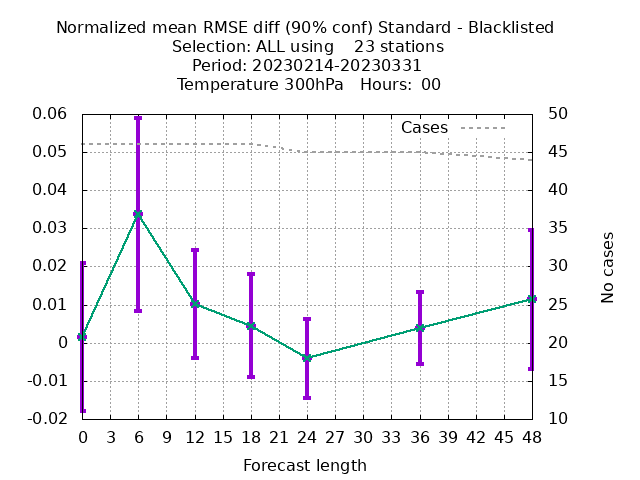 Normalized mean RMSE diff (90% conf) Standard - Blacklisted
Selection: ALL using    23 stations
Period: 20230214-20230331
Temperature 300hPa   Hours:  00
Cases
0.06
0.05
0.04
0.03
0.02
0.01
0
-0.01
-0.02
50
45
40
35
30
25
20
15
10
No cases
0 3 6 9 12 15 18 21 24 27 30 33 36 39 42 45 48
Forecast length